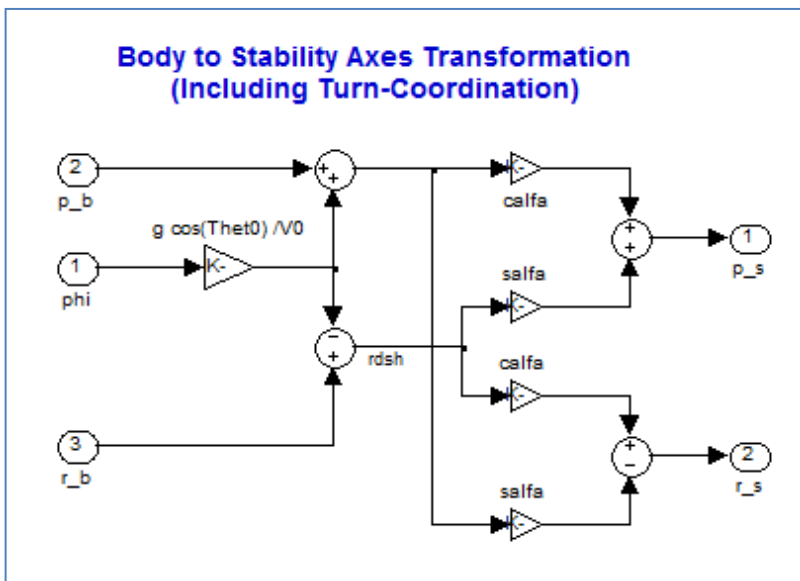 Body to Stability Axes Transformation
(Including Turn-Coordination)
2
p_b
g cos(Thet0) /V0
1
phi
K-
+
+
−
+
rdsh
3
r_b
K-
calfa
K-
salfa
+
+
1
p_s
K-
calfa
K-
salfa
+
−
2
r_s